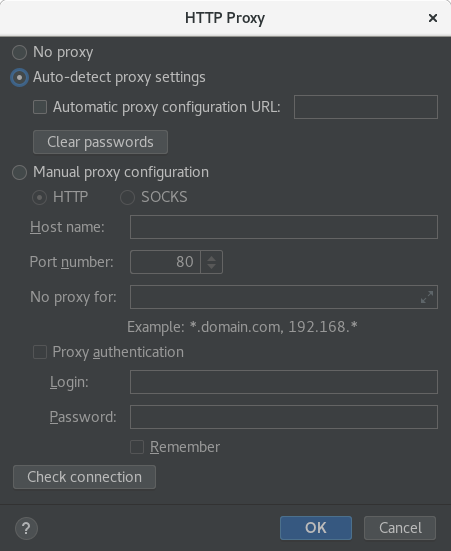 HTTP Proxy
No proxy
Auto-detect proxy settings
Automatic proxy configuration URL:
Clear passwords
Manual proxy configuration
HTTP SOCKS
Host name:
Port number: 80
No proxy for:
Example: *.domain.com, 192.168.*
Proxy authentication
Login:
Password:
Remember
Check connection
? OK Cancel